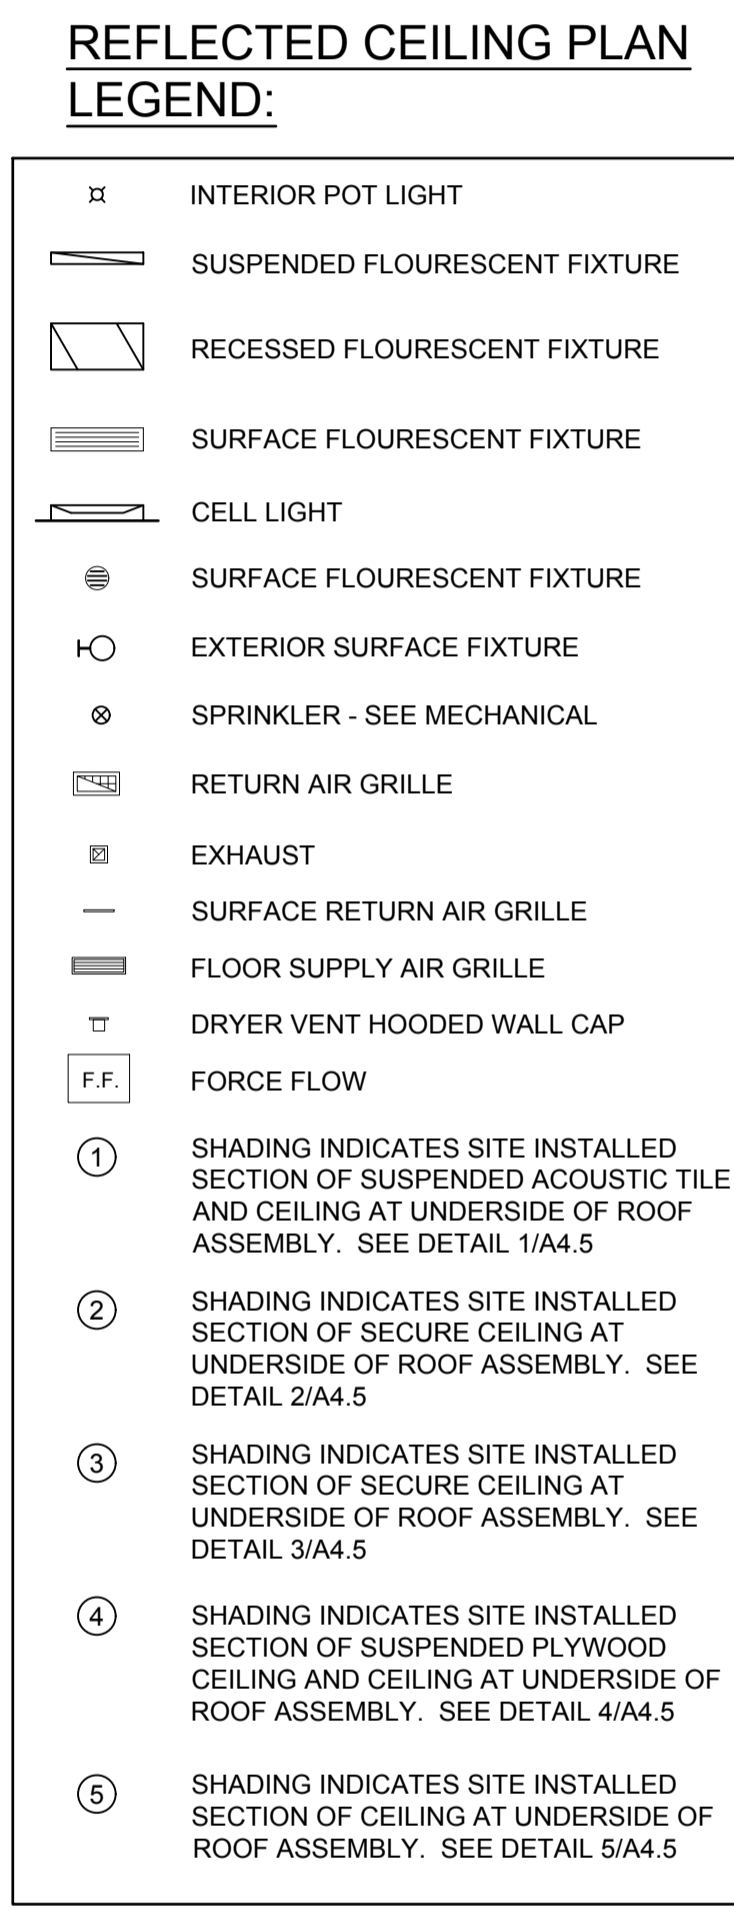 REFLECTED CEILING PLAN
LEGEND:
INTERIOR POT LIGHT
SUSPENDED FLOURESCENT FIXTURE
RECESSED FLOURESCENT FIXTURE
SURFACE FLOURESCENT FIXTURE
CELL LIGHT
SURFACE FLOURESCENT FIXTURE
EXTERIOR SURFACE FIXTURE
SPRINKLER - SEE MECHANICAL
RETURN AIR GRILLE
EXHAUST
SURFACE RETURN AIR GRILLE
FLOOR SUPPLY AIR GRILLE
DRYER VENT HOODED WALL CAP
F.F. FORCE FLOW
1 SHADING INDICATES SITE INSTALLED
SECTION OF SUSPENDED ACOUSTIC TILE
AND CEILING AT UNDERSIDE OF ROOF
ASSEMBLY. SEE DETAIL 1/A4.5
2 SHADING INDICATES SITE INSTALLED
SECTION OF SECURE CEILING AT
UNDERSIDE OF ROOF ASSEMBLY. SEE
DETAIL 2/A4.5
3 SHADING INDICATES SITE INSTALLED
SECTION OF SECURE CEILING AT
UNDERSIDE OF ROOF ASSEMBLY. SEE
DETAIL 3/A4.5
4 SHADING INDICATES SITE INSTALLED
SECTION OF SUSPENDED PLYWOOD
CEILING AND CEILING AT UNDERSIDE OF
ROOF ASSEMBLY. SEE DETAIL 4/A4.5
5 SHADING INDICATES SITE INSTALLED
SECTION OF CEILING AT UNDERSIDE OF
ROOF ASSEMBLY. SEE DETAIL 5/A4.5